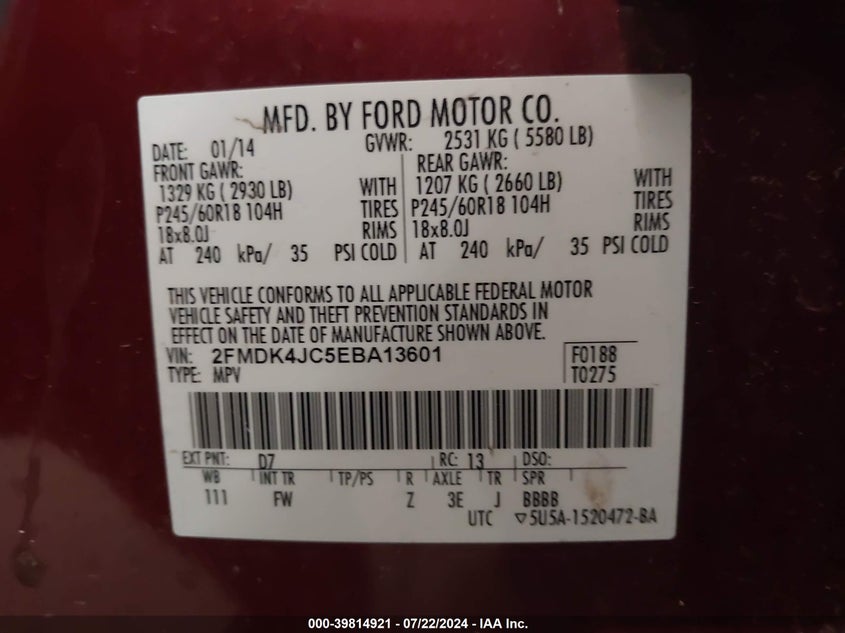 MFD. BY FORD MOTOR CO.
DATE: 01/14 GVWR: 2531 KG ( 5580 LB)
FRONT GAWR: REAR GAWR:
1329 KG ( 2930 LB) WITH 1207 KG ( 2660 LB) WITH
P245/60R18 104H TIRES P245/60R18 104H TIRES
18x8.0J RIMS 18x8.0J RIMS
AT 240 kPa/ 35 PSI COLD AT 240 kPa/ 35 PSI COLD
THIS VEHICLE CONFORMS TO ALL APPLICABLE FEDERAL MOTOR
VEHICLE SAFETY AND THEFT PREVENTION STANDARDS IN
EFFECT ON THE DATE OF MANUFACTURE SHOWN ABOVE.
VIN: 2FMDK4JC5EBA13601 F0188
TYPE: MPV T0275
EXT PNT: D7 RC: 13 DSO:
WB INT TR TP/PS R AXLE TR SPR
111 FW Z 3E J BBBB
UTC ▽5U5A-1520472-BA
000-39814921 / 07/22/2024 - IAA Inc.